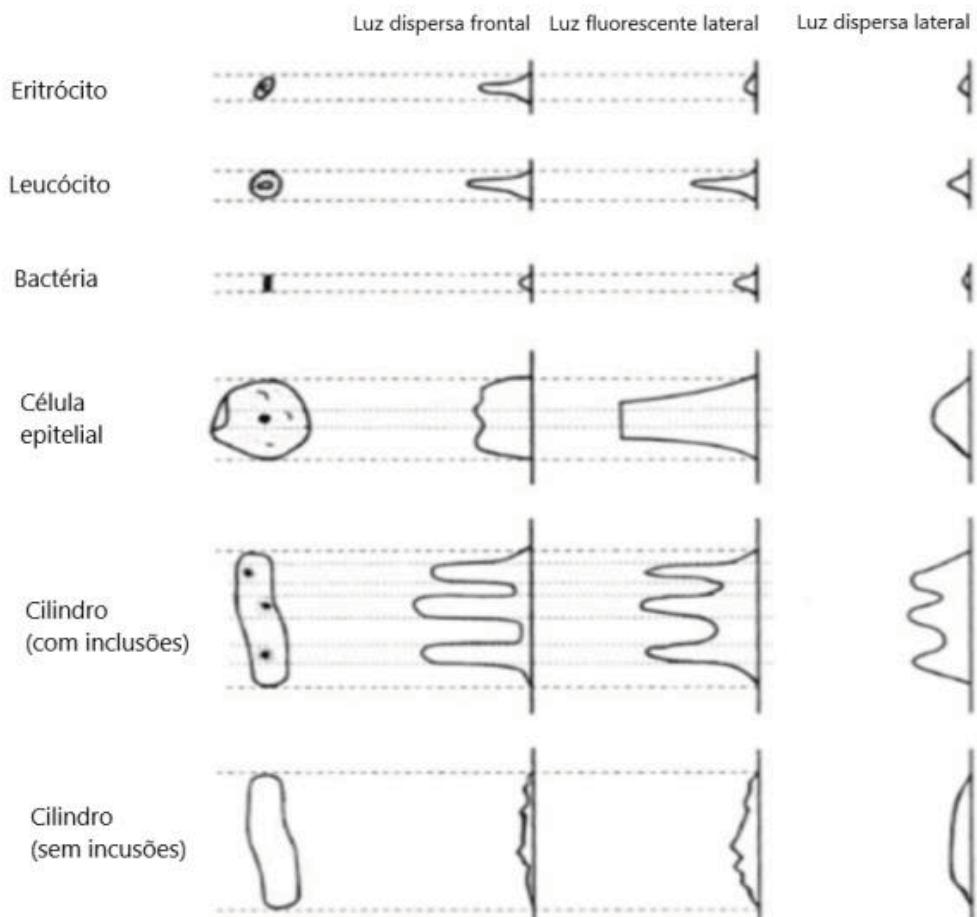 Luz dispersa frontal Luz fluorescente lateral Luz dispersa lateral
Eritrócito
Leucócito
Bactéria
Célula
epitelial
Cilindro
(com inclusões)
Cilindro
(sem incusões)